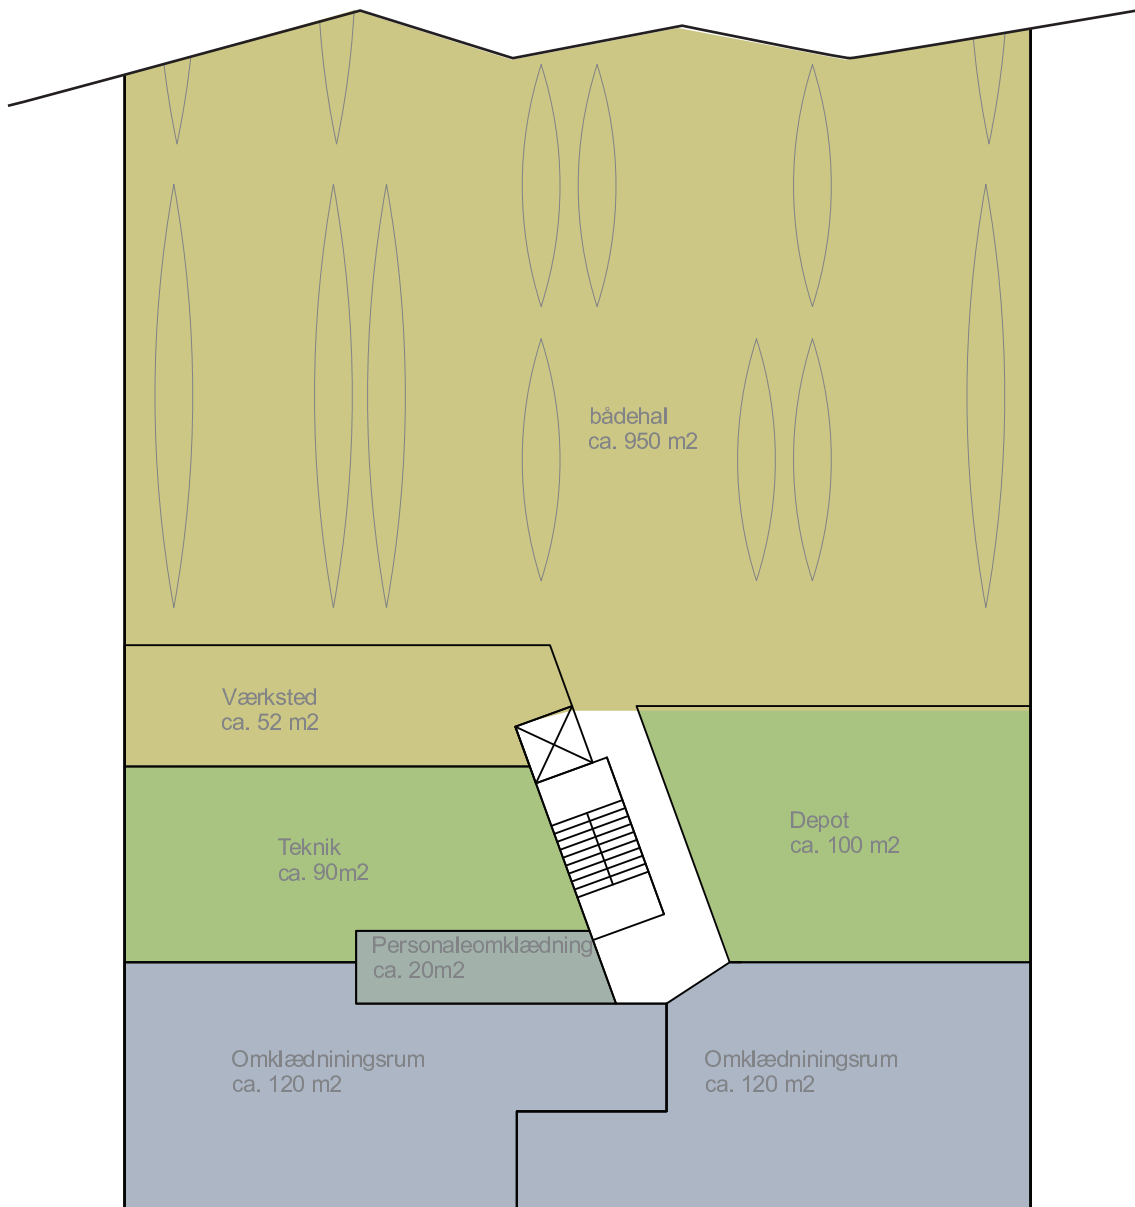 bådehal
ca. 950 m2
Værksted
ca. 52 m2
Teknik
ca. 90m2
Depot
ca. 100 m2
Personaleomklædning
ca. 20m2
Omklædniningsrum
ca. 120 m2
Omklædniningsrum
ca. 120 m2